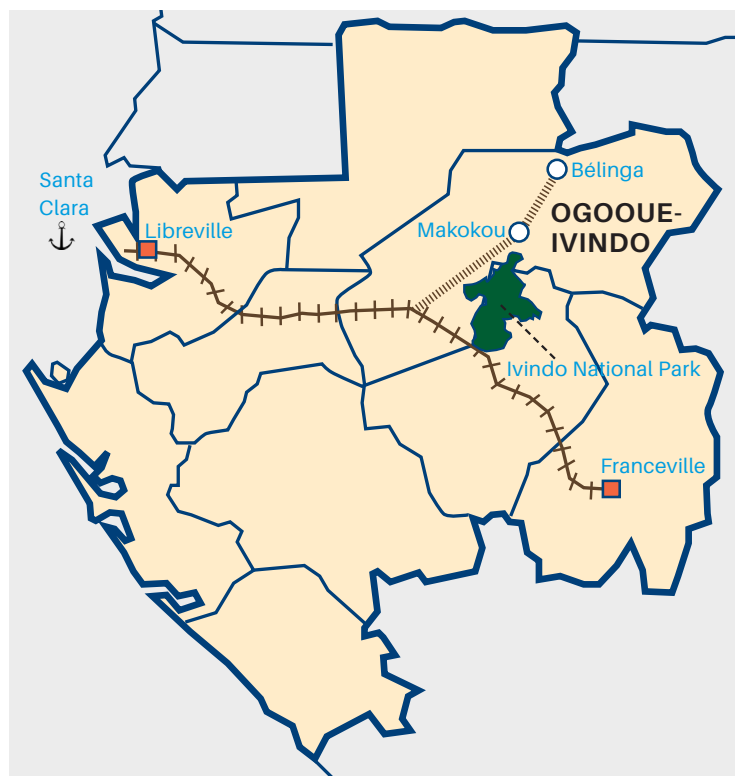 Santa
Clara
Libreville
Bélinga
Makokou
OGOOUE-
IVINDO
Ivindo National Park
Franceville